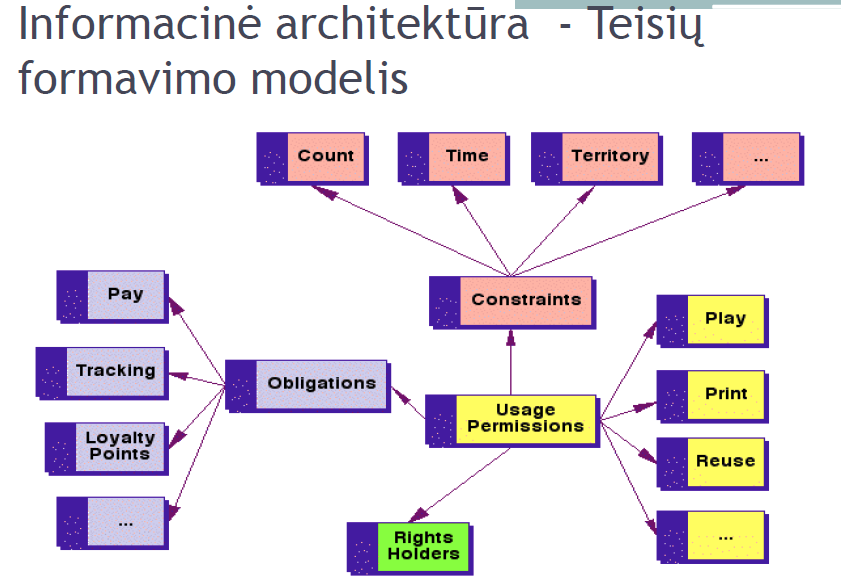 Informacinė architektūra - Teisių
formavimo modelis
Count
Time
Territory
...
Constraints
Pay
Tracking
Loyalty
Points
...
Obligations
Usage
Permissions
Play
Print
Reuse
...
Rights
Holders